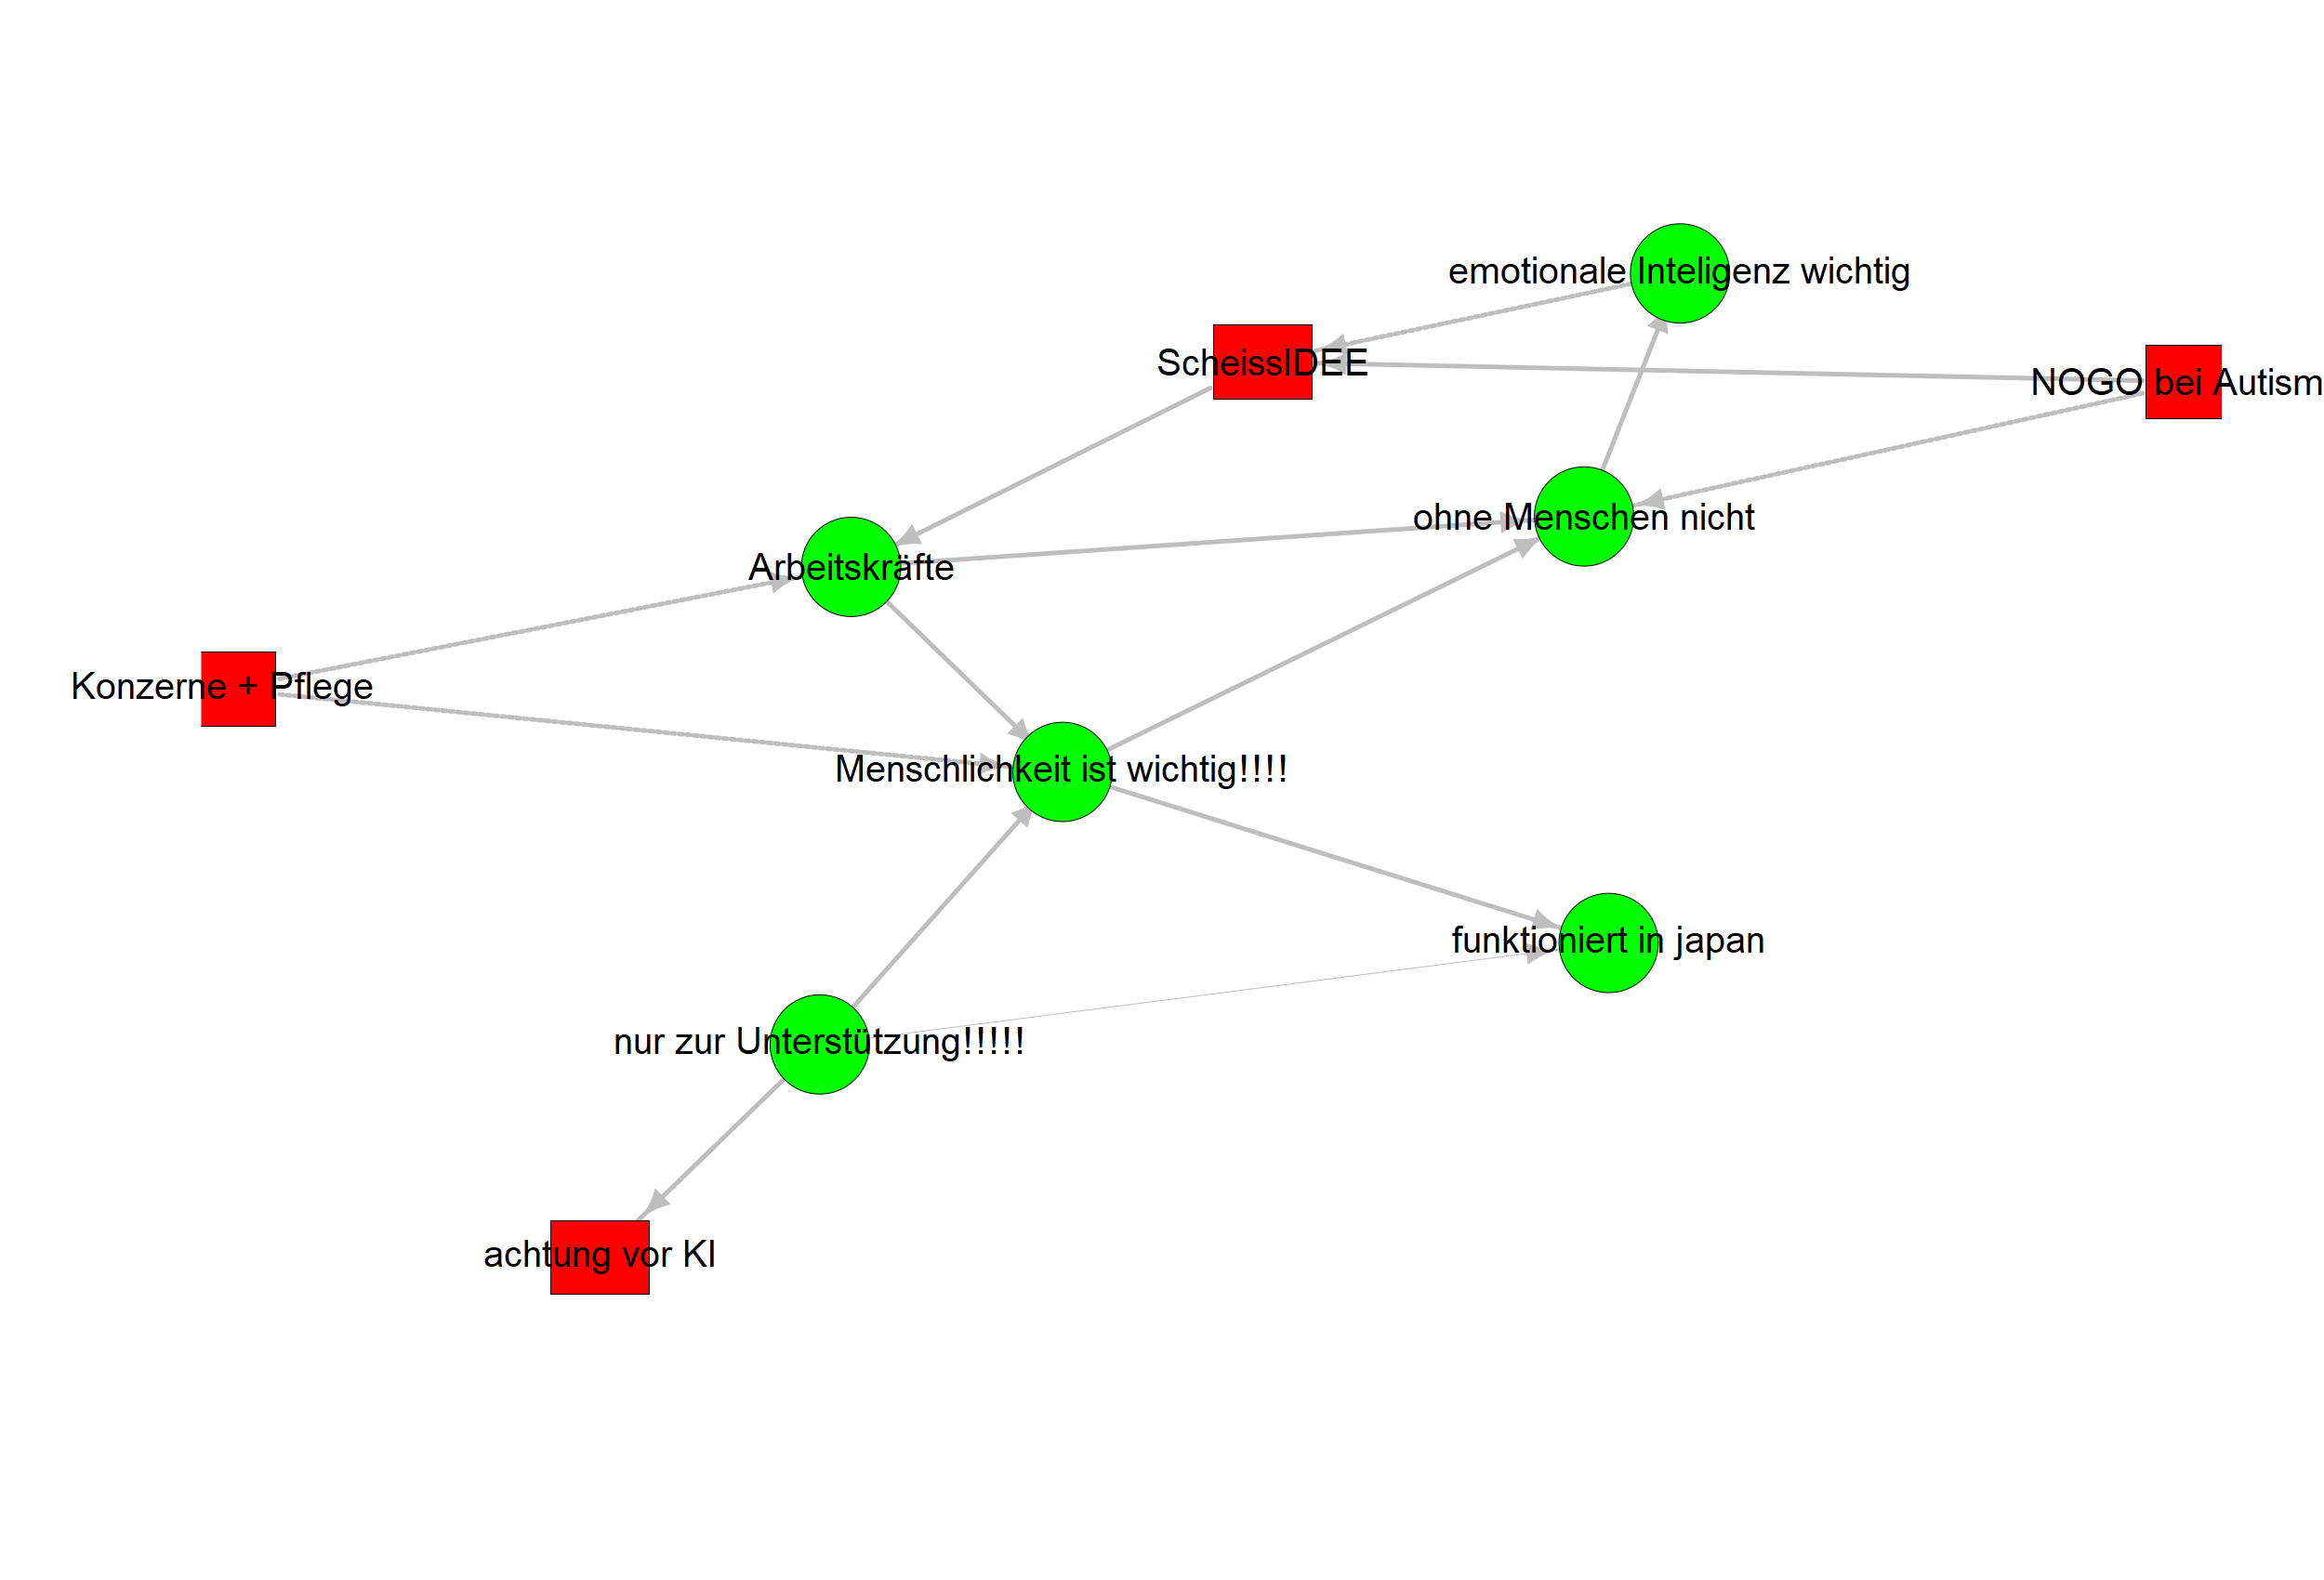 emotionale Inteligenz wichtig
ScheissIDEE
NOGO bei Autism
ohne Menschen nicht
Arbeitskräfte
Konzerne + Pflege
Menschlichkeit ist wichtig!!!!
funktioniert in japan
nur zur Unterstützung!!!!!
achtung vor KI